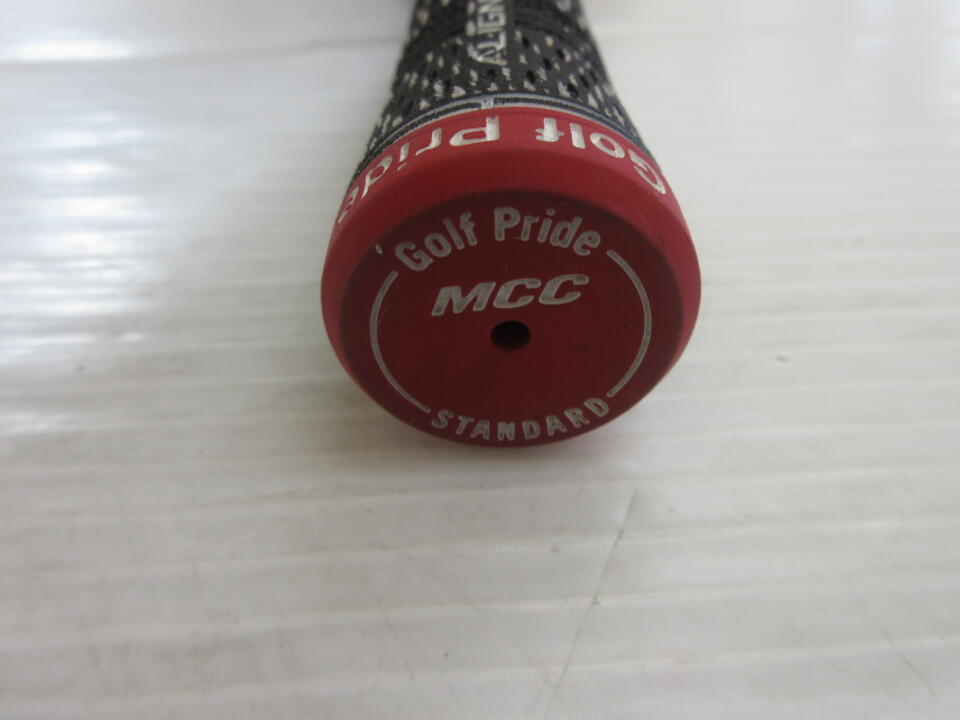 ALIGN
Golf Pride
Golf Pride
MCC
STANDARD